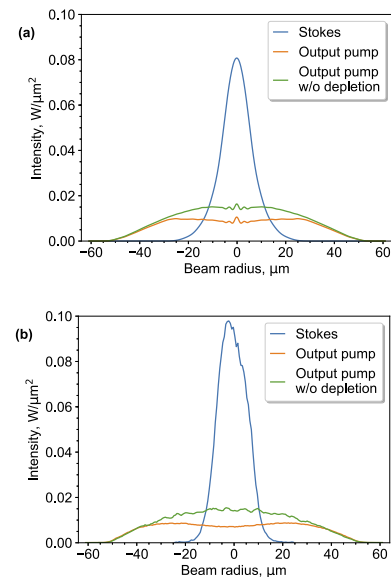 (a)
0.10
0.08
0.06
0.04
0.02
0.00
Intensity, W/µm²
Stokes
Output pump
Output pump
w/o depletion
−60 −40 −20 0 20 40 60
Beam radius, µm
(b)
0.10
0.08
0.06
0.04
0.02
0.00
Intensity, W/µm²
Stokes
Output pump
Output pump
w/o depletion
−60 −40 −20 0 20 40 60
Beam radius, µm